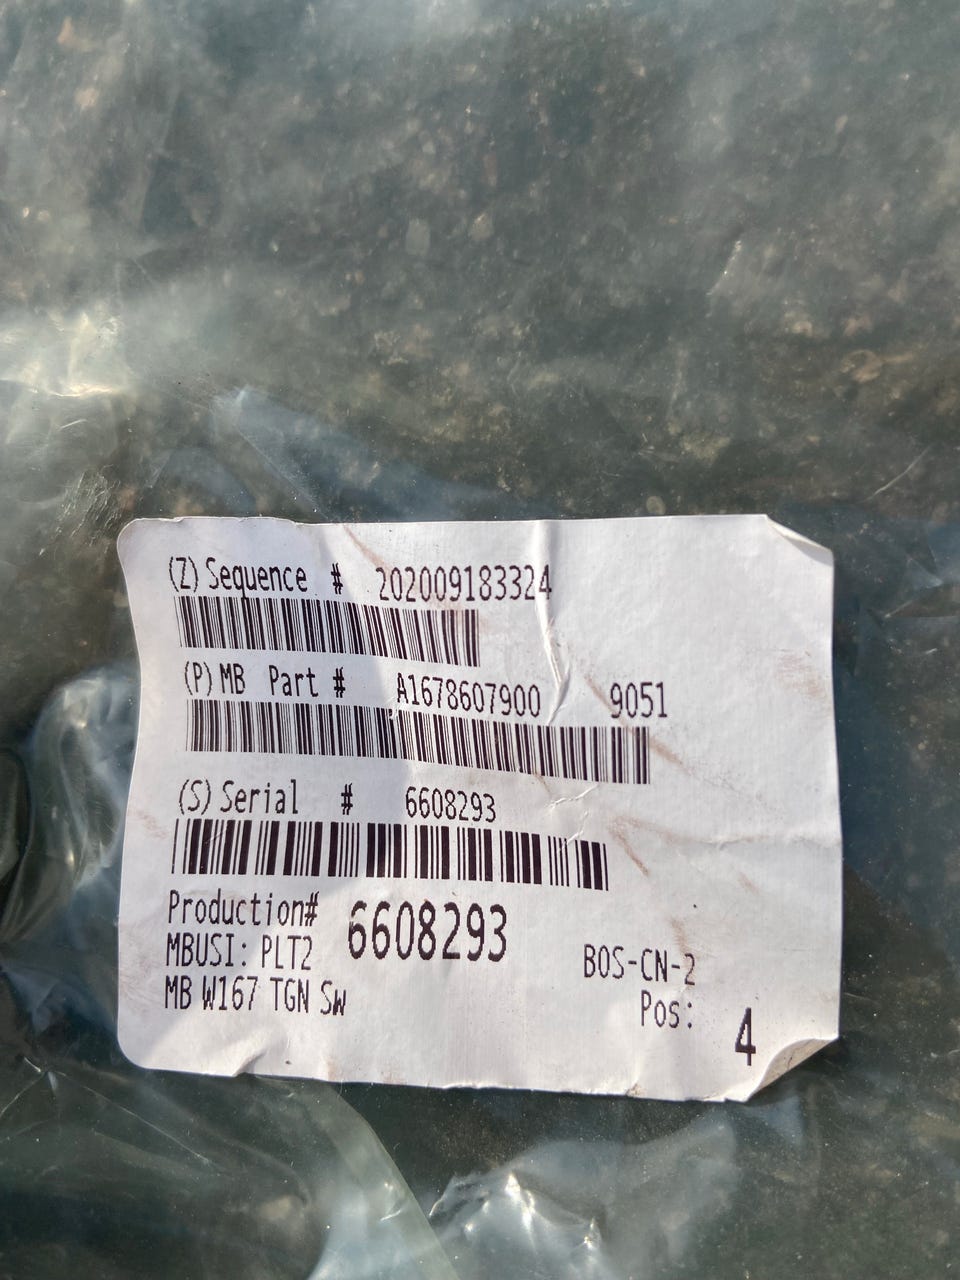 (Z) Sequence # 202009183324
(P) MB Part # A1678607900 9051
(S) Serial # 6608293
Production# 6608293
MBUSI: PLT2 BOS-CN-2
MB W167 TGN Sw Pos: 4